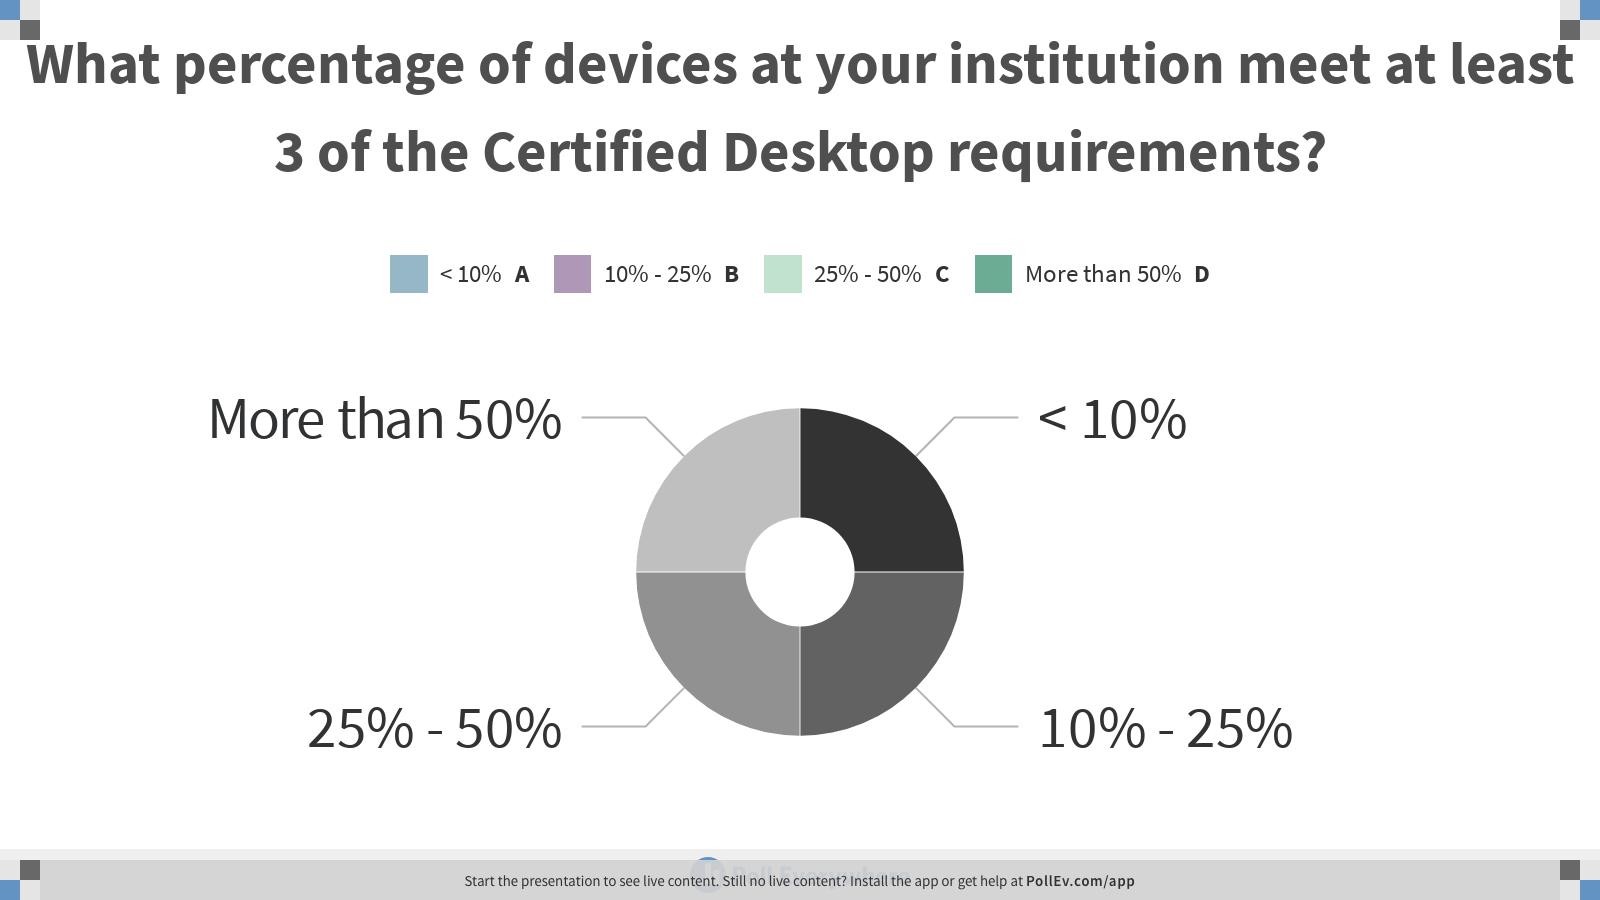 What percentage of devices at your institution meet at least
3 of the Certified Desktop requirements?
< 10% A 10% - 25% B 25% - 50% C More than 50% D
More than 50% < 10%
25% - 50% 10% - 25%
Start the presentation to see live content. Still no live content? Install the app or get help at PollEv.com/app